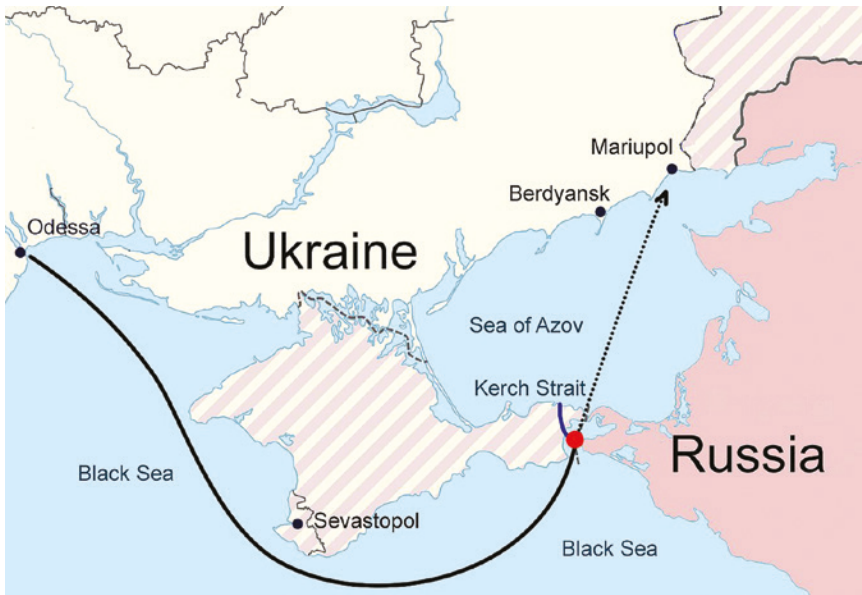 Mariupol
Berdyansk
Odessa
Ukraine
Sea of Azov
Kerch Strait
Russia
Black Sea
Sevastopol
Black Sea